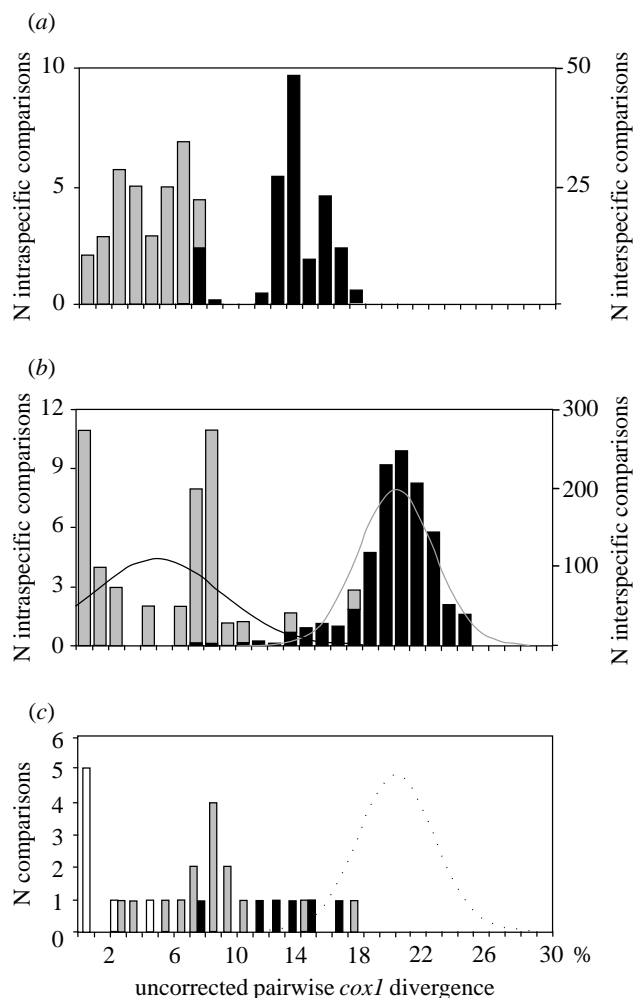 (a)
N intraspecific comparisons
10
5
0
50
25
0
N interspecific comparisons
(b)
N intraspecific comparisons
12
9
6
3
0
300
200
100
0
N interspecific comparisons
(c)
N comparisons
6
5
4
3
2
1
0
2 6 10 14 18 22 26 30 %
uncorrected pairwise cox1 divergence